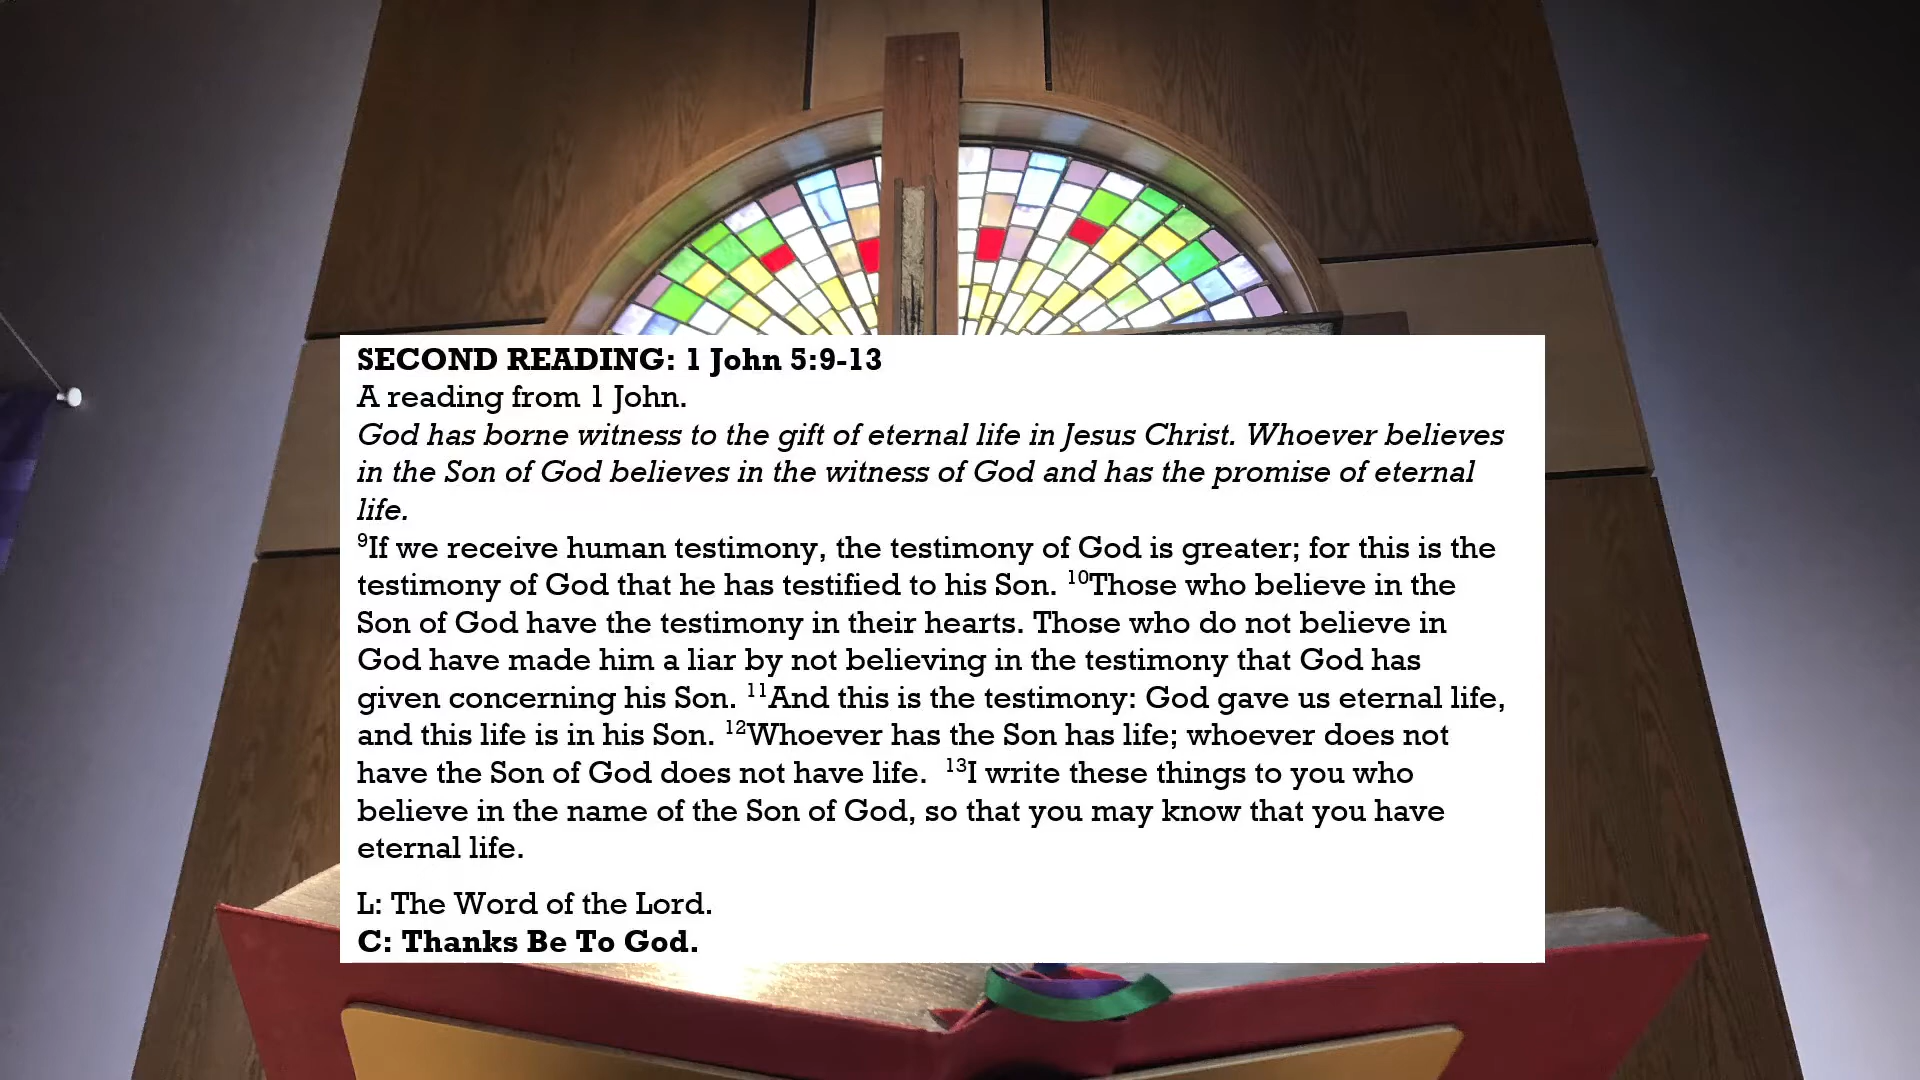 SECOND READING: 1 John 5:9-13
A reading from 1 John.
God has borne witness to the gift of eternal life in Jesus Christ. Whoever believes
in the Son of God believes in the witness of God and has the promise of eternal
life.
⁹If we receive human testimony, the testimony of God is greater; for this is the
testimony of God that he has testified to his Son. ¹⁰Those who believe in the
Son of God have the testimony in their hearts. Those who do not believe in
God have made him a liar by not believing in the testimony that God has
given concerning his Son. ¹¹And this is the testimony: God gave us eternal life,
and this life is in his Son. ¹²Whoever has the Son has life; whoever does not
have the Son of God does not have life. ¹³I write these things to you who
believe in the name of the Son of God, so that you may know that you have
eternal life.
L: The Word of the Lord.
C: Thanks Be To God.